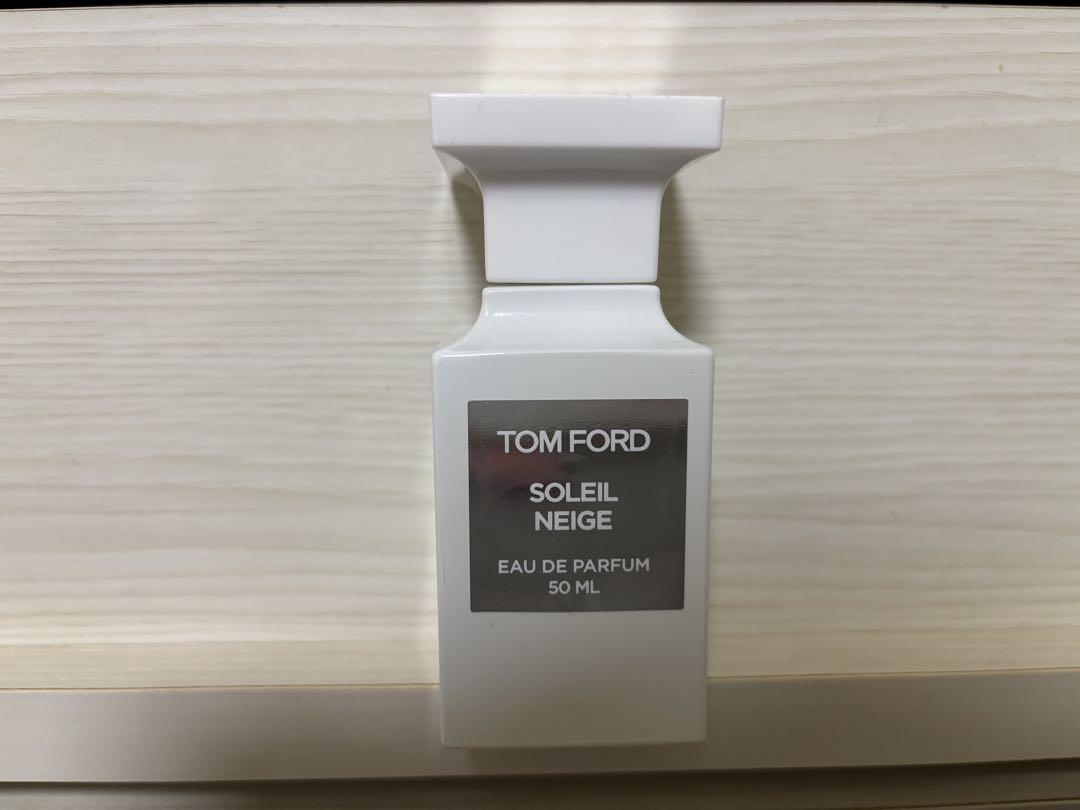 TOM FORD
SOLEIL
NEIGE
EAU DE PARFUM
50 ML